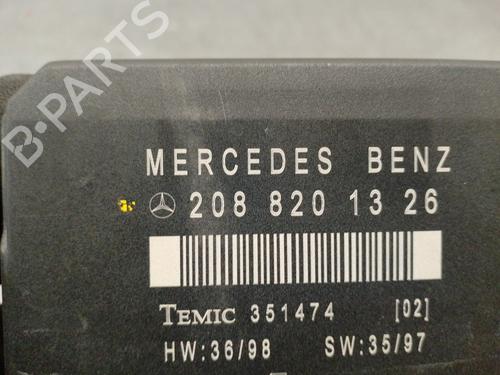 B-PARTS
MERCEDES BENZ
208 820 13 26
TEMIC 351474 [02]
HW:36/98 SW:35/97